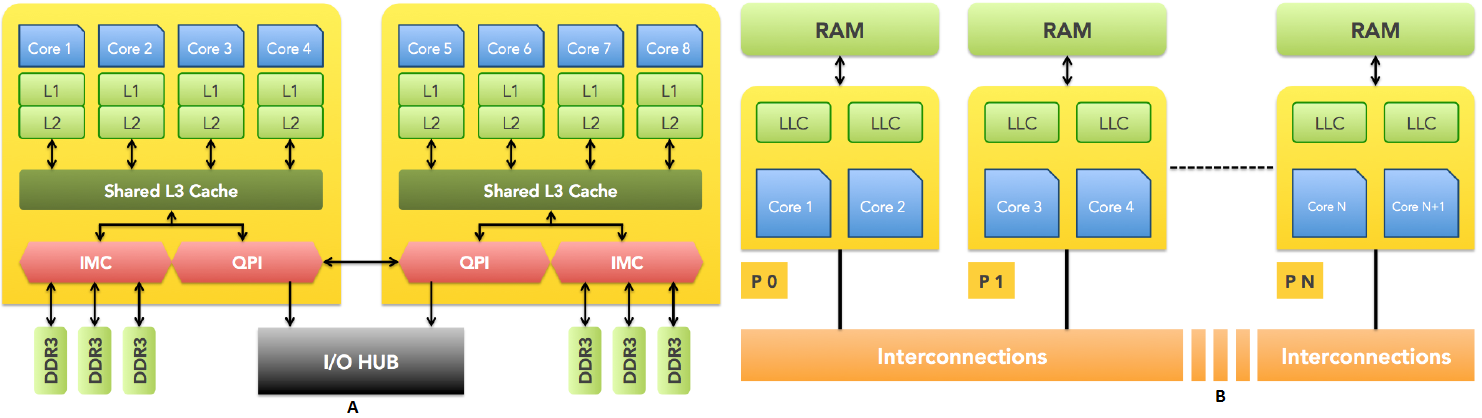 Core 1 Core 2 Core 3 Core 4
L1 L1 L1 L1
L2 L2 L2 L2
Shared L3 Cache
IMC QPI
DDR3 DDR3 DDR3
Core 5 Core 6 Core 7 Core 8
L1 L1 L1 L1
L2 L2 L2 L2
Shared L3 Cache
QPI IMC
DDR3 DDR3 DDR3
I/O HUB
A
RAM RAM RAM
LLC LLC LLC LLC LLC LLC
Core 1 Core 2 Core 3 Core 4 Core N Core N+1
P 0 P 1 P N
Interconnections Interconnections
B